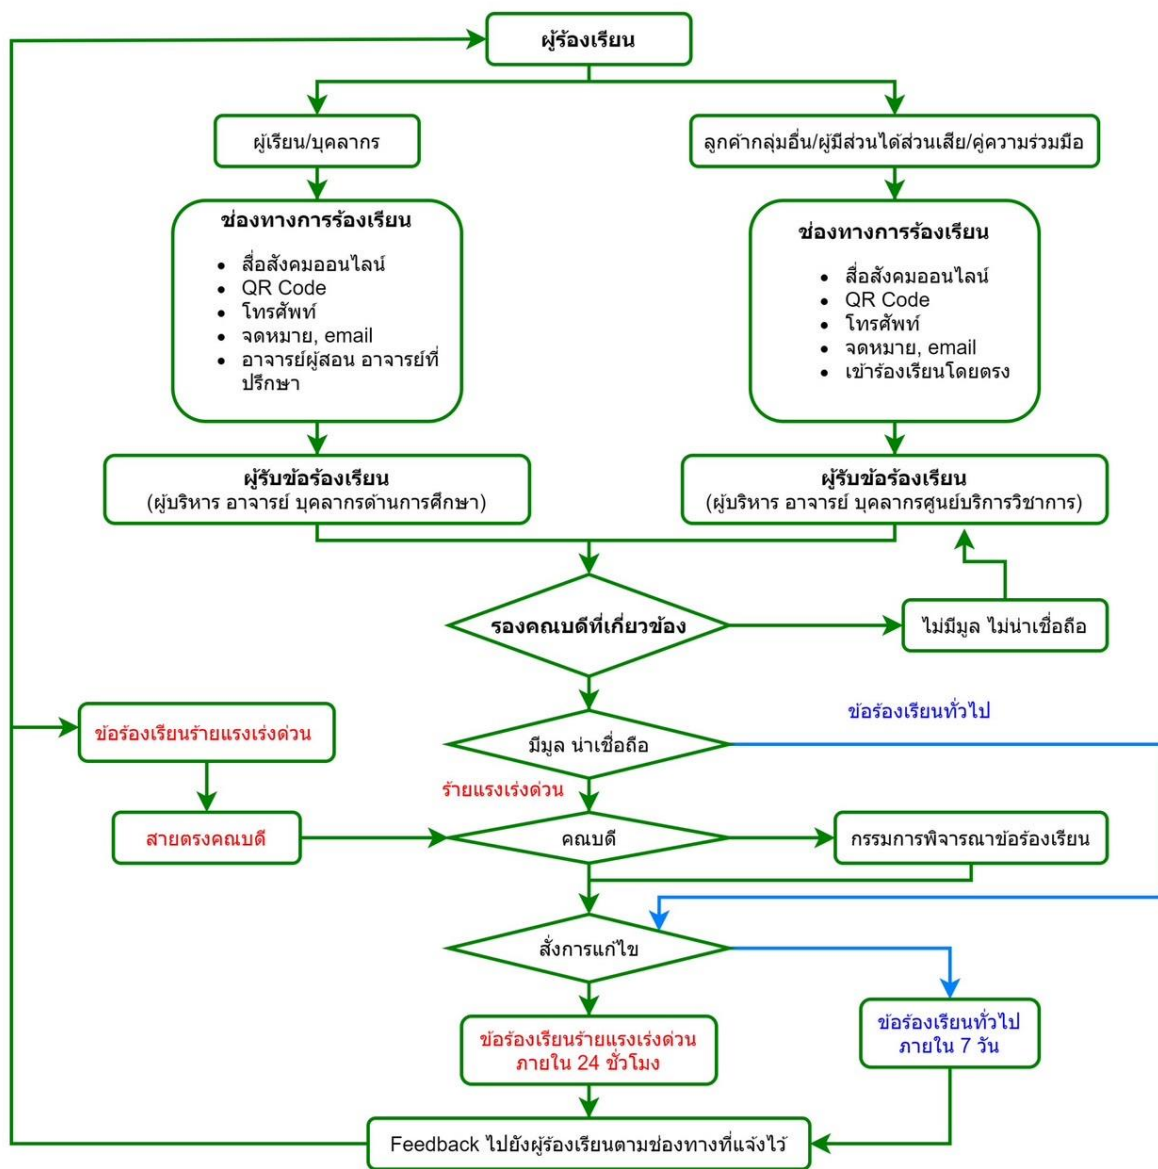 ผู้ร้องเรียน
ผู้เรียน/บุคลากร
ลูกค้ากลุ่มอื่น/ผู้มีส่วนได้ส่วนเสีย/คู่ความร่วมมือ
ช่องทางการร้องเรียน
สื่อสังคมออนไลน์
QR Code
โทรศัพท์
จดหมาย, email
อาจารย์ผู้สอน อาจารย์ที่
ปรึกษา
ช่องทางการร้องเรียน
สื่อสังคมออนไลน์
QR Code
โทรศัพท์
จดหมาย, email
เข้าร้องเรียนโดยตรง
ผู้รับข้อร้องเรียน
(ผู้บริหาร อาจารย์ บุคลากรด้านการศึกษา)
ผู้รับข้อร้องเรียน
(ผู้บริหาร อาจารย์ บุคลากรศูนย์บริการวิชาการ)
รองคณบดีที่เกี่ยวข้อง
ไม่มีมูล ไม่น่าเชื่อถือ
ข้อร้องเรียนร้ายแรงเร่งด่วน
มีมูล น่าเชื่อถือ
ข้อร้องเรียนทั่วไป
ร้ายแรงเร่งด่วน
สายตรงคณบดี
คณบดี
กรรมการพิจารณาข้อร้องเรียน
สั่งการแก้ไข
ข้อร้องเรียนร้ายแรงเร่งด่วน
ภายใน 24 ชั่วโมง
ข้อร้องเรียนทั่วไป
ภายใน 7 วัน
Feedback ไปยังผู้ร้องเรียนตามช่องทางที่แจ้งไว้